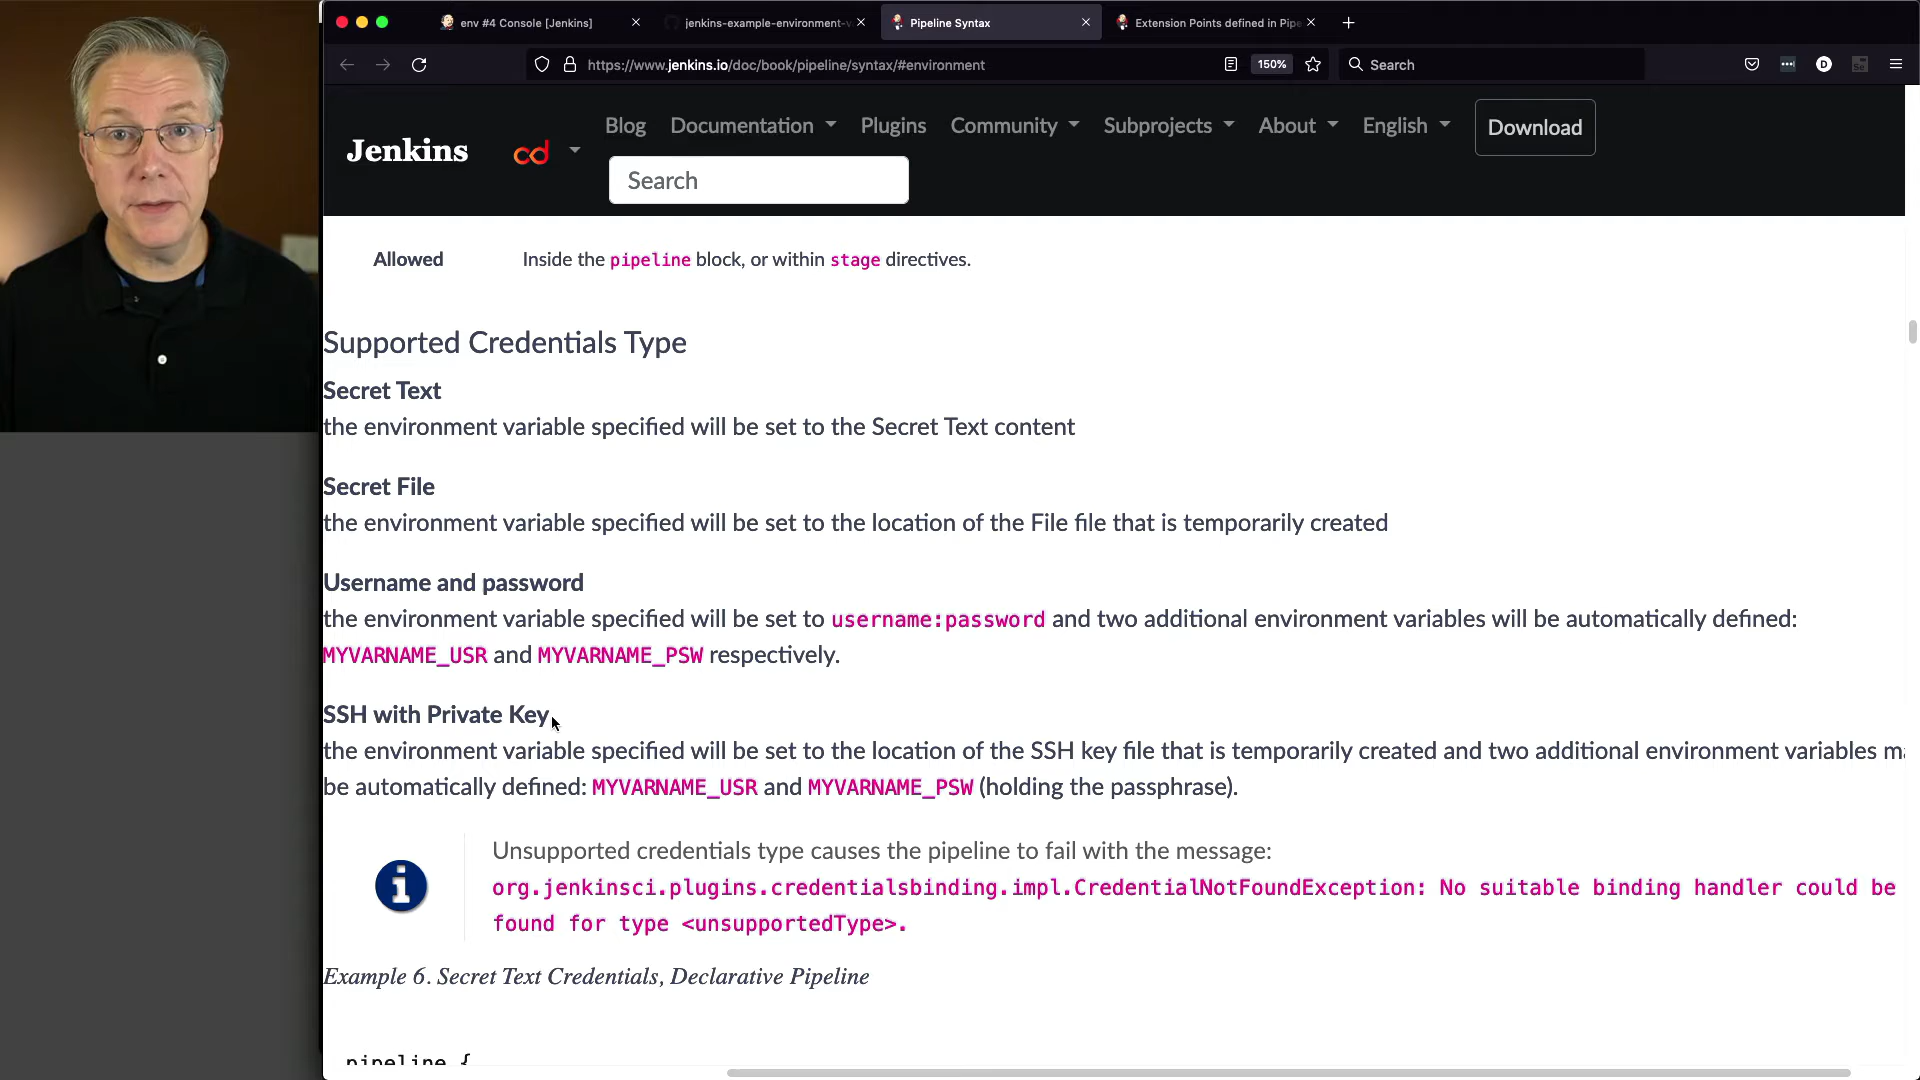 env #4 Console [Jenkins]
jenkins-example-environment-v
Pipeline Syntax
Extension Points defined in Pipe
https://www.jenkins.io/doc/book/pipeline/syntax/#environment
150%
Search
D
Jenkins
cd
Blog
Documentation
Plugins
Community
Subprojects
About
English
Download
Search
Allowed Inside the pipeline block, or within stage directives.
Supported Credentials Type
Secret Text
the environment variable specified will be set to the Secret Text content
Secret File
the environment variable specified will be set to the location of the File file that is temporarily created
Username and password
the environment variable specified will be set to username:password and two additional environment variables will be automatically defined:
MYVARNAME_USR and MYVARNAME_PSW respectively.
SSH with Private Key
the environment variable specified will be set to the location of the SSH key file that is temporarily created and two additional environment variables ma
be automatically defined: MYVARNAME_USR and MYVARNAME_PSW (holding the passphrase).
Unsupported credentials type causes the pipeline to fail with the message:
org.jenkinsci.plugins.credentialsbinding.impl.CredentialNotFoundException: No suitable binding handler could be
found for type <unsupportedType>.
Example 6. Secret Text Credentials, Declarative Pipeline
pipeline {